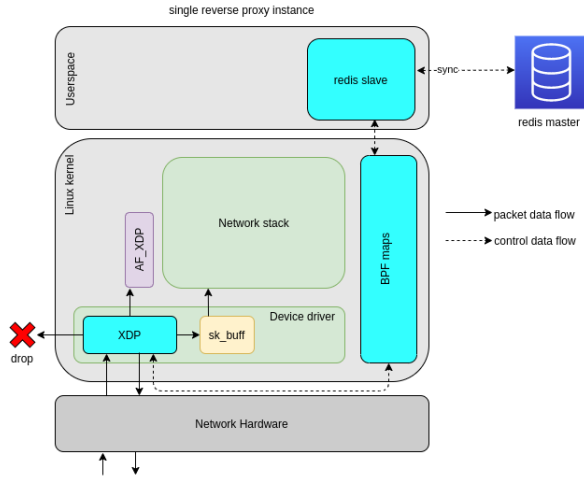 single reverse proxy instance
Userspace
redis slave
sync
redis master
Linux kernel
Network stack
AF_XDP
BPF maps
packet data flow
control data flow
Device driver
XDP
sk_buff
drop
Network Hardware